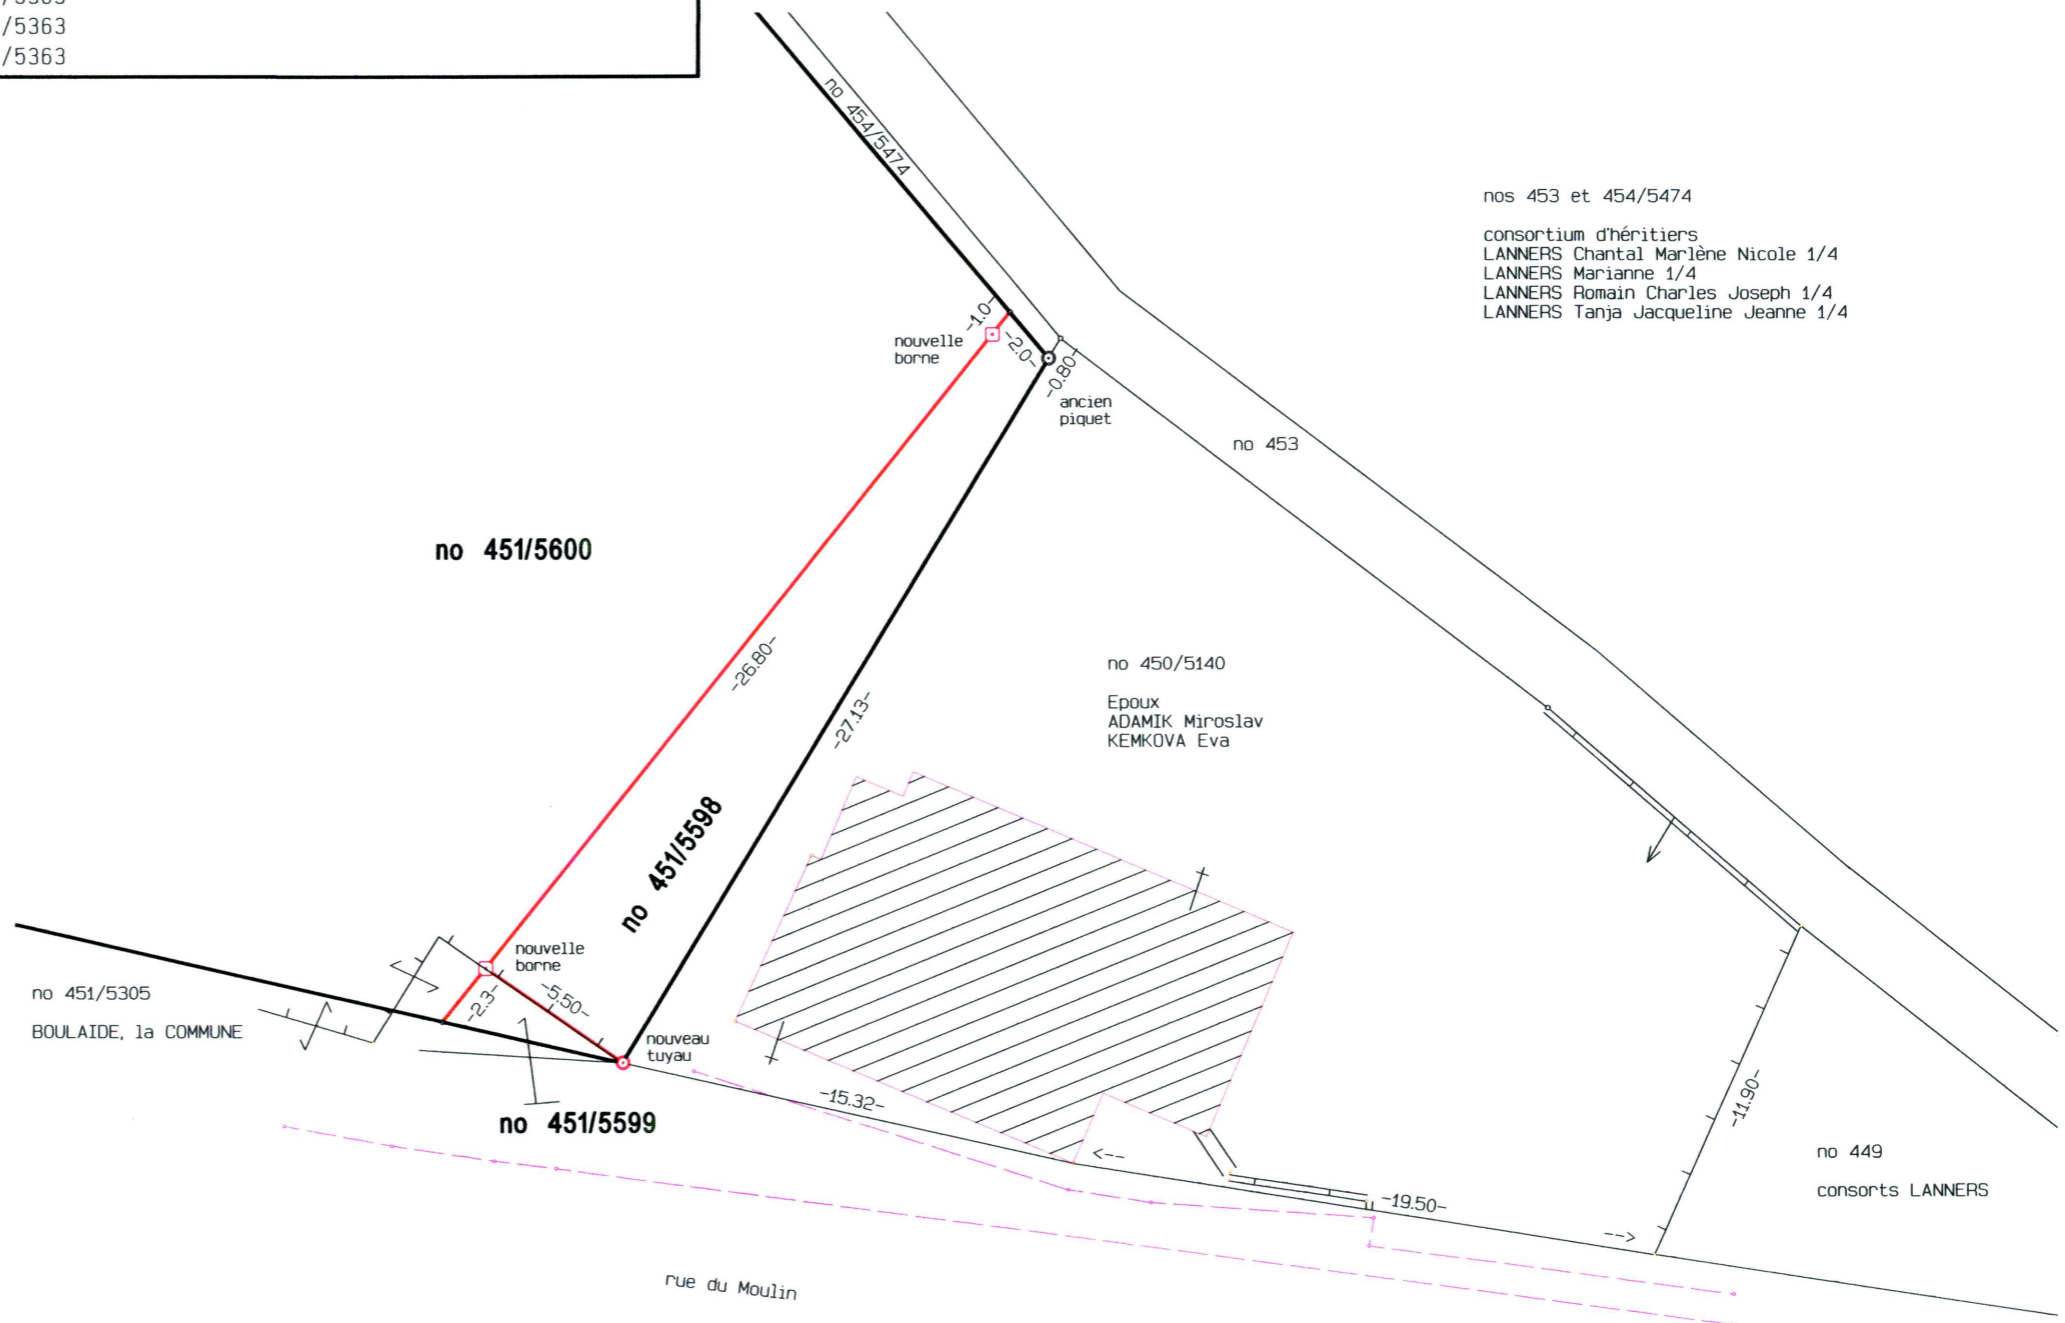 /5363
/5363
no 454/5474
nos 453 et 454/5474
consortium d'héritiers
LANNERS Chantal Marlène Nicole 1/4
LANNERS Marianne 1/4
LANNERS Romain Charles Joseph 1/4
LANNERS Tanja Jacqueline Jeanne 1/4
-1.0-
nouvelle
borne
-2.0-
-0.80-
ancien
piquet
no 453
no 451/5600
-26.80-
no 450/5140
Epoux
ADAMIK Miroslav
KEMKOVA Eva
-27.13-
no 451/5598
nouvelle
borne
no 451/5305
BOULAIDE, la COMMUNE
-2.3-
-5.50-
nouveau
tuyau
-15.32-
no 451/5599
-11.90-
no 449
consorts LANNERS
-19.50-
rue du Moulin